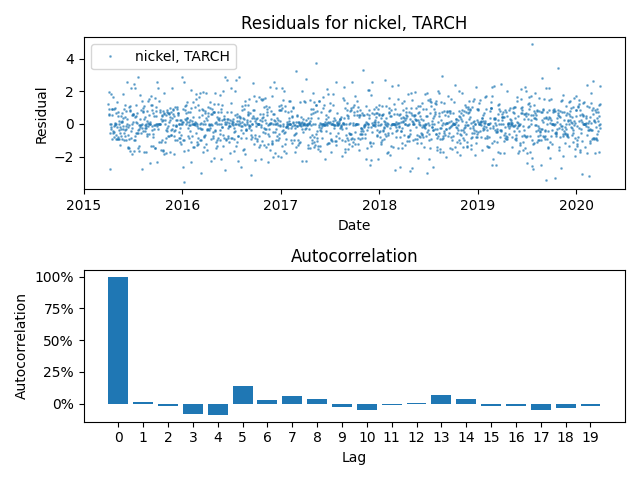 Residuals for nickel, TARCH
nickel, TARCH
Residual
4
2
0
−2
2015 2016 2017 2018 2019 2020
Date
Autocorrelation
Autocorrelation
100%
75%
50%
25%
0%
0 1 2 3 4 5 6 7 8 9 10 11 12 13 14 15 16 17 18 19
Lag